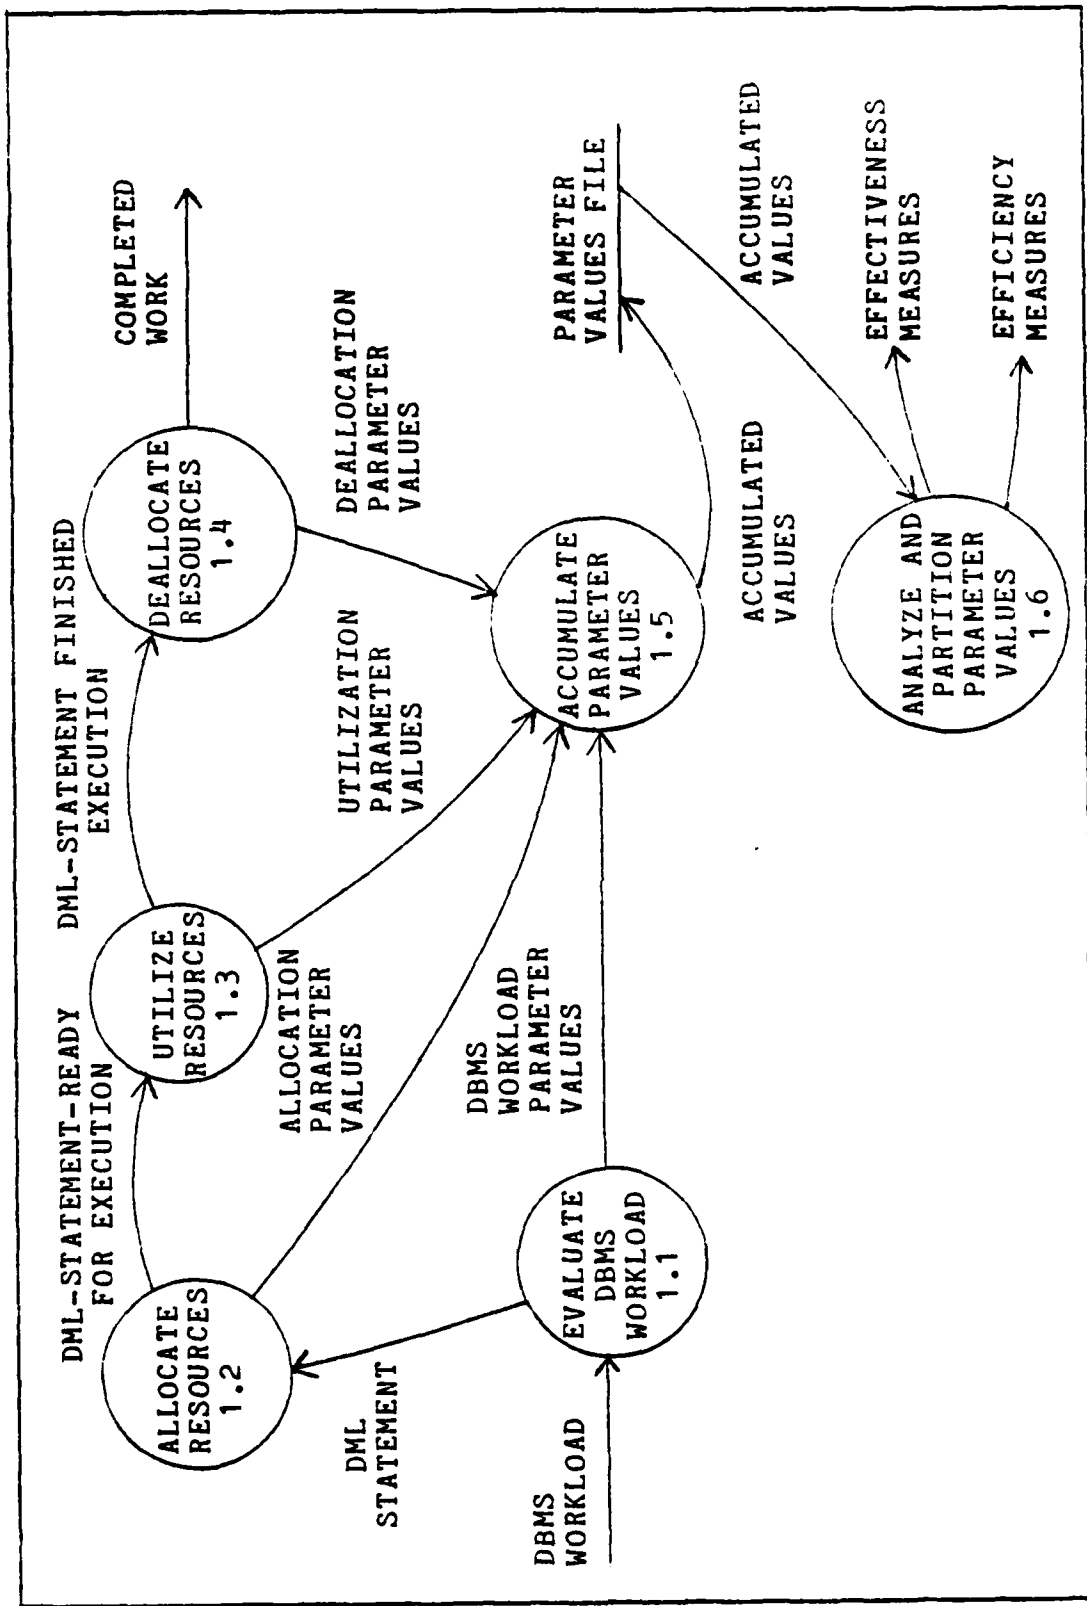 DML-STATEMENT-READY
FOR EXECUTION
DML-STATEMENT FINISHED
EXECUTION
COMPLETED
WORK
ALLOCATE
RESOURCES
1.2
UTILIZE
RESOURCES
1.3
DEALLOCATE
RESOURCES
1.4
DML
STATEMENT
ALLOCATION
PARAMETER
VALUES
UTILIZATION
PARAMETER
VALUES
DEALLOCATION
PARAMETER
VALUES
DBMS
WORKLOAD
EVALUATE
DBMS
WORKLOAD
1.1
DBMS
WORKLOAD
PARAMETER
VALUES
ACCUMULATE
PARAMETER
VALUES
1.5
PARAMETER
VALUES FILE
ACCUMULATED
VALUES
ACCUMULATED
VALUES
ANALYZE AND
PARTITION
PARAMETER
VALUES
1.6
EFFECTIVENESS
MEASURES
EFFICIENCY
MEASURES